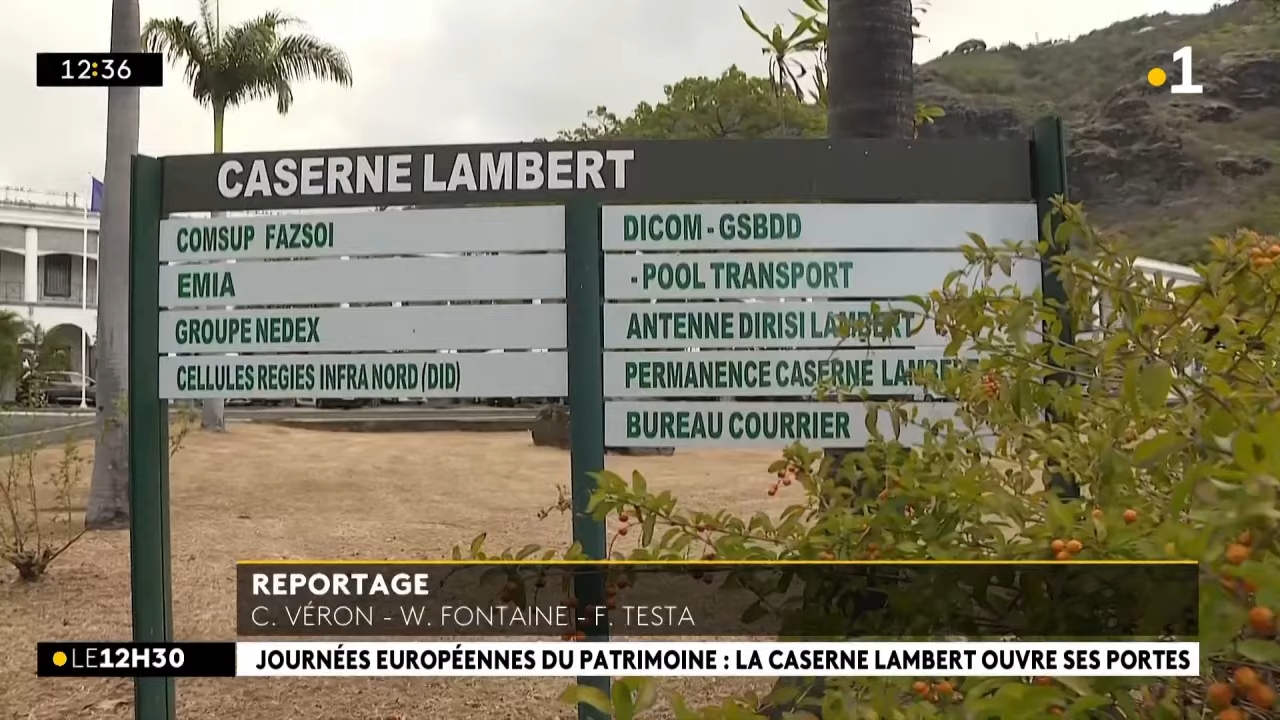 12:36
1
CASERNE LAMBERT
COMSUP FAZSOI
EMIA
GROUPE NEDEX
CELLULES REGIES INFRA NORD (DID)
DICOM - GSBDD
- POOL TRANSPORT
ANTENNE DIRISI LAMBERT
PERMANENCE CASERNE LAMBERT
BUREAU COURRIER
REPORTAGE
C. VÉRON - W. FONTAINE - F. TESTA
LE12H30
JOURNÉES EUROPÉENNES DU PATRIMOINE : LA CASERNE LAMBERT OUVRE SES PORTES